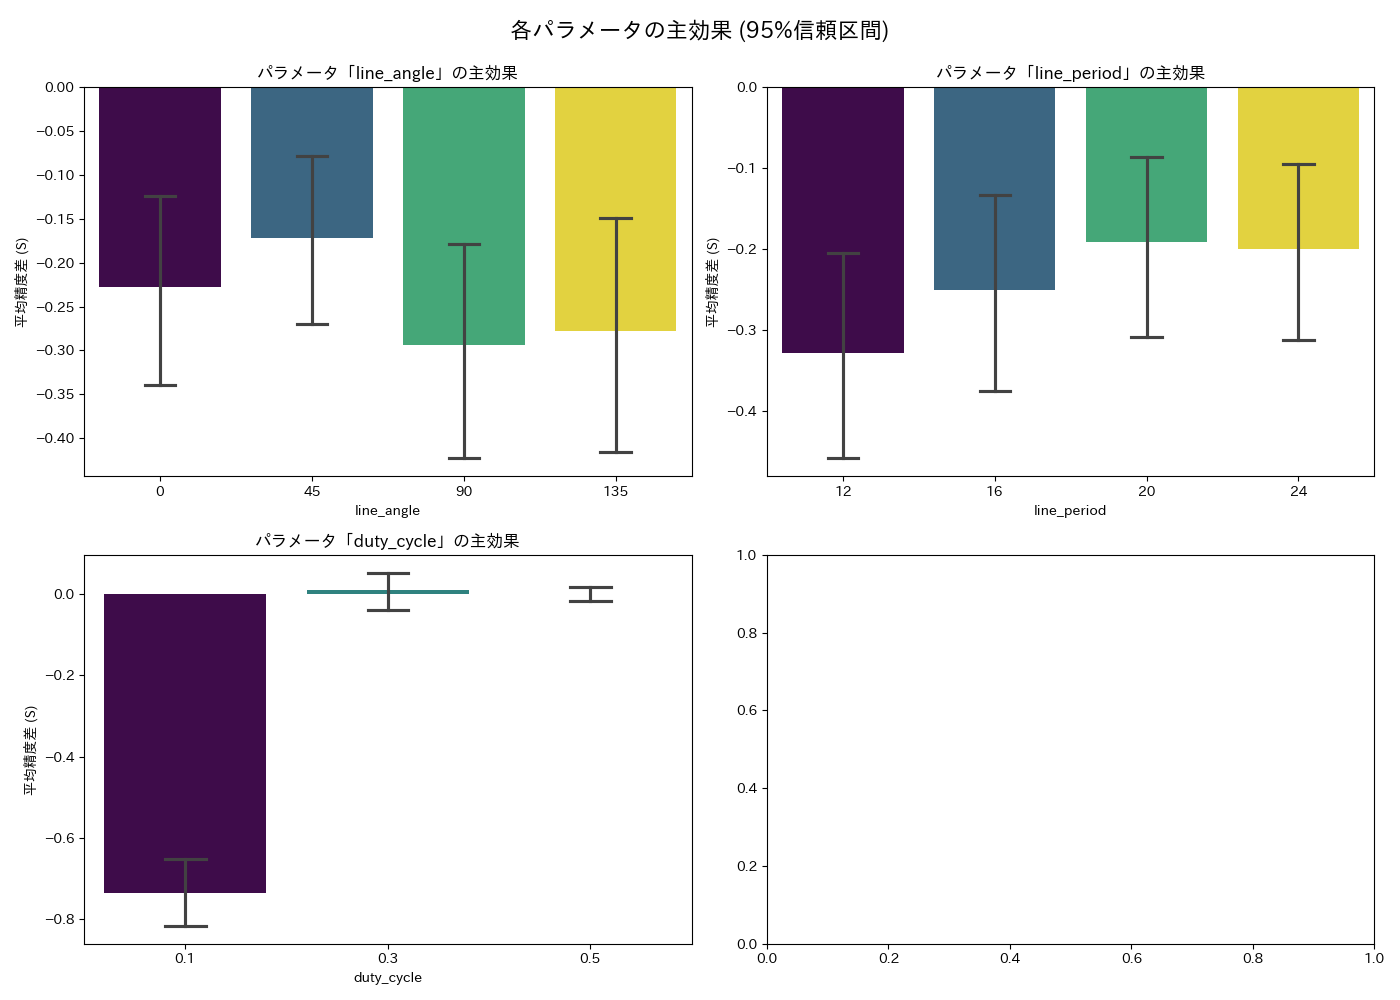 各パラメータの主効果 (95%信頼区間)
パラメータ「line_angle」の主効果
平均精度差 (S)
0.00
−0.05
−0.10
−0.15
−0.20
−0.25
−0.30
−0.35
−0.40
0 45 90 135
line_angle
パラメータ「line_period」の主効果
平均精度差 (S)
0.0
−0.1
−0.2
−0.3
−0.4
12 16 20 24
line_period
パラメータ「duty_cycle」の主効果
平均精度差 (S)
0.0
−0.2
−0.4
−0.6
−0.8
0.1 0.3 0.5
duty_cycle
1.0
0.8
0.6
0.4
0.2
0.0
0.0 0.2 0.4 0.6 0.8 1.0